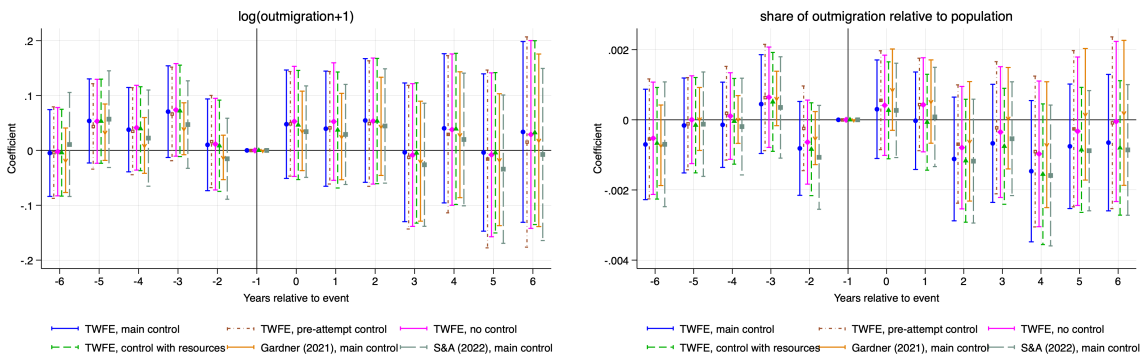 log(outmigration+1)
Coefficient
.2
.1
0
-.1
-.2
-6 -5 -4 -3 -2 -1 0 1 2 3 4 5 6
Years relative to event
TWFE, main control TWFE, pre-attempt control TWFE, no control
TWFE, control with resources Gardner (2021), main control S&A (2022), main control
share of outmigration relative to population
Coefficient
.002
0
-.002
-.004
-6 -5 -4 -3 -2 -1 0 1 2 3 4 5 6
Years relative to event
TWFE, main control TWFE, pre-attempt control TWFE, no control
TWFE, control with resources Gardner (2021), main control S&A (2022), main control